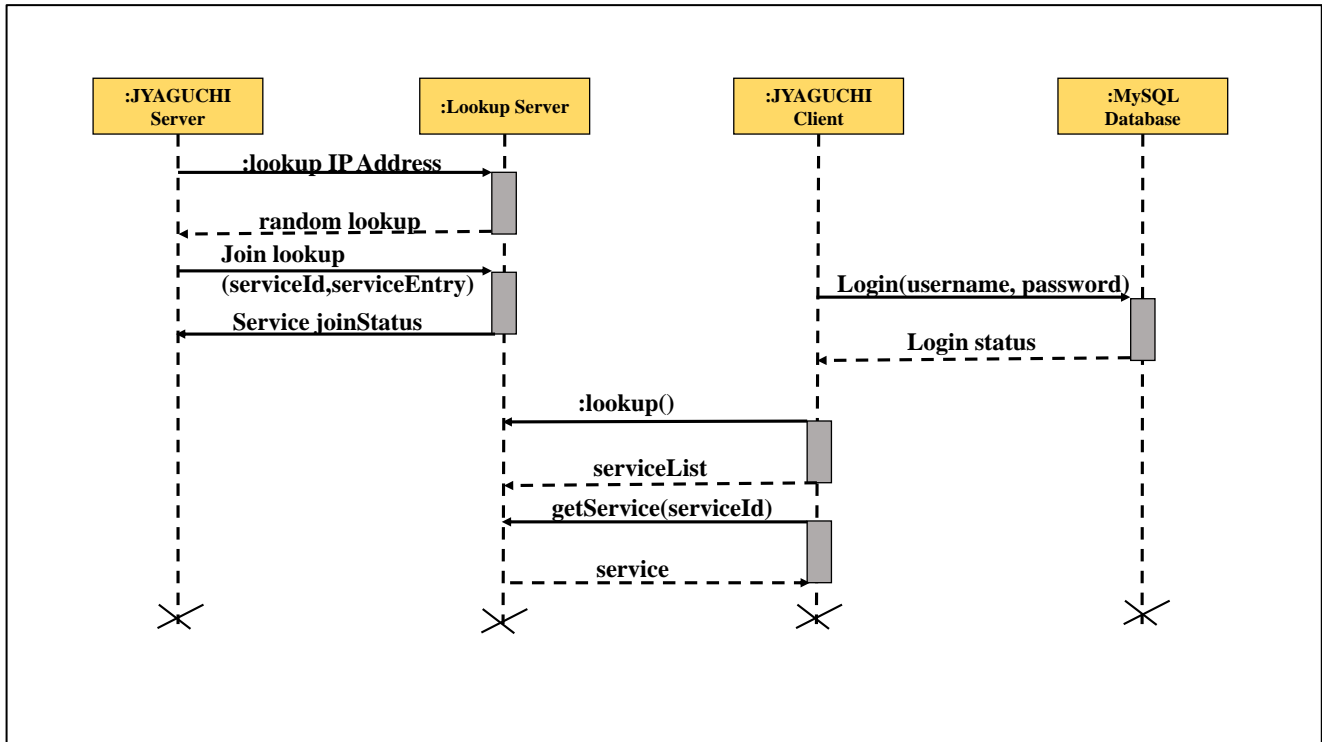 :JYAGUCHI
Server
:Lookup Server
:JYAGUCHI
Client
:MySQL
Database
:lookup IP Address
random lookup
Join lookup
(serviceId,serviceEntry)
Login(username, password)
Service joinStatus
Login status
:lookup()
serviceList
getService(serviceId)
service